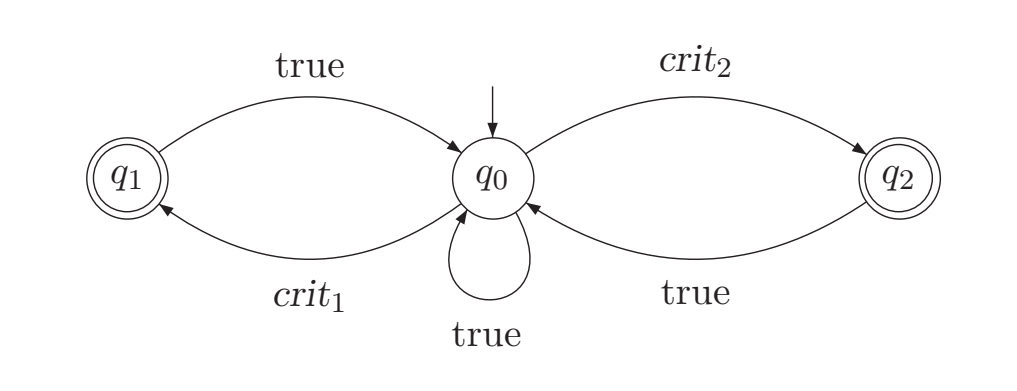 true
crit₂
q₁
q₀
q₂
crit₁
true
true